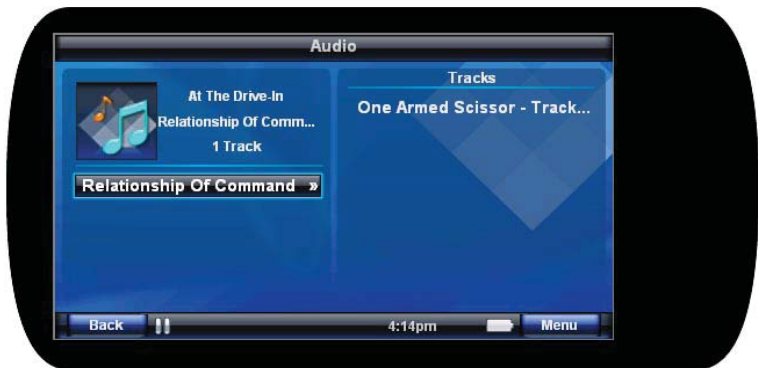 Audio
At The Drive-In
Relationship Of Comm...
1 Track
Relationship Of Command »
Tracks
One Armed Scissor - Track...
Back
4:14pm
Menu